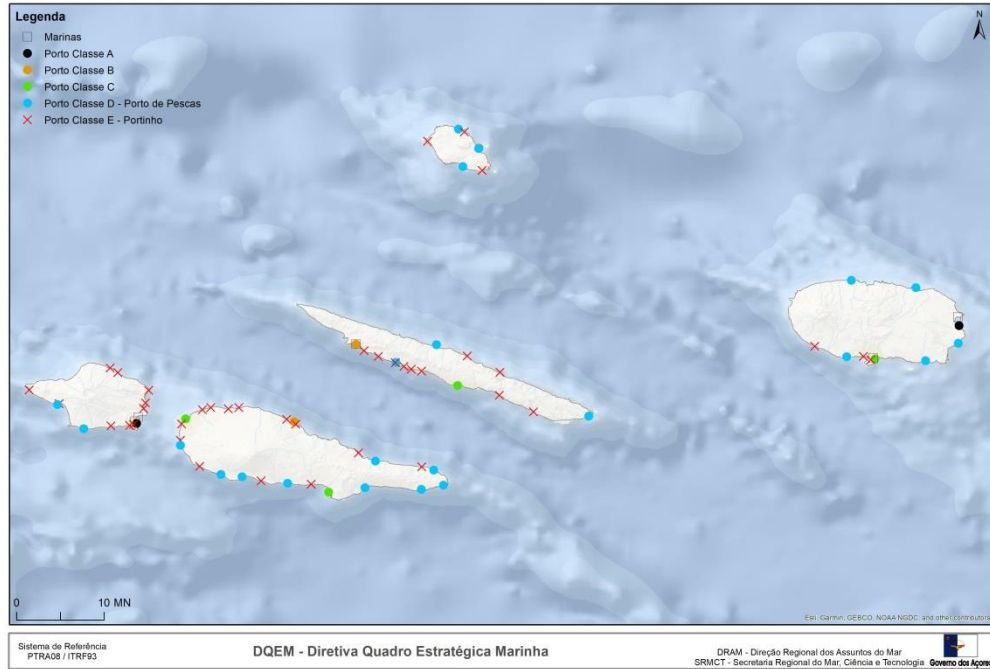 Legenda
Marinas
Porto Classe A
Porto Classe B
Porto Classe C
Porto Classe D - Porto de Pescas
Porto Classe E - Portinho
N
0 10 MN
Esri, Garmin, GEBCO, NOAA NGDC, and other contributors
Sistema de Referência
PTRA08 / ITRF93
DQEM - Diretiva Quadro Estratégica Marinha
DRAM - Direção Regional dos Assuntos do Mar
SRMCT - Secretaria Regional do Mar, Ciência e Tecnologia
Governo dos Açores